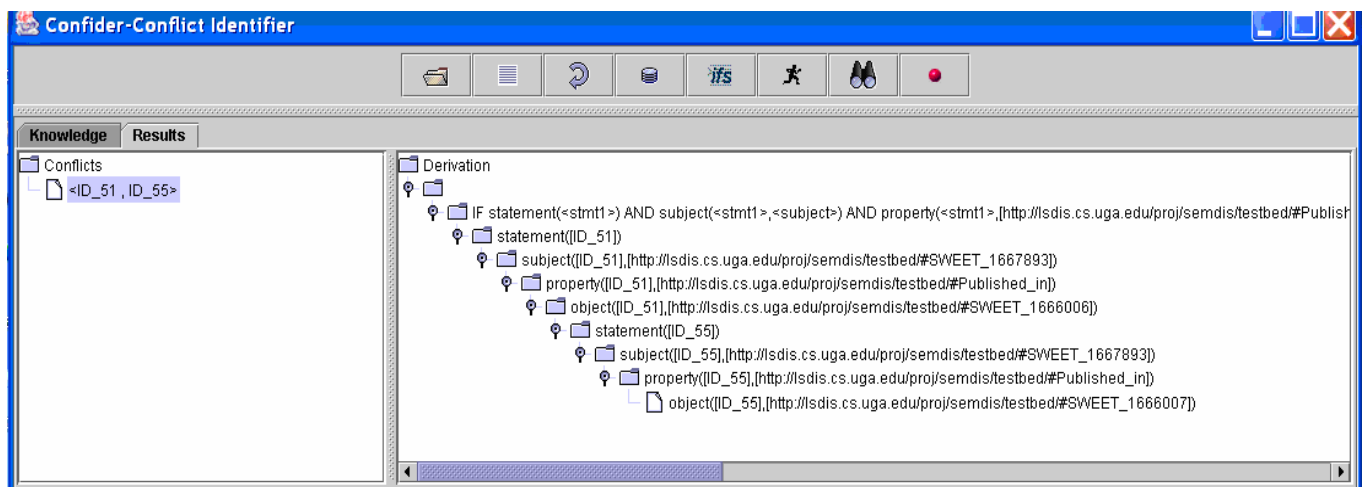 Confider-Conflict Identifier
ifs
Knowledge Results
Conflicts
<ID_51 , ID_55>
Derivation
IF statement(<stmt1>) AND subject(<stmt1>,<subject>) AND property(<stmt1>,[http://lsdis.cs.uga.edu/proj/semdis/testbed/#Publish
statement([ID_51])
subject([ID_51],[http://lsdis.cs.uga.edu/proj/semdis/testbed/#SWEET_1667893])
property([ID_51],[http://lsdis.cs.uga.edu/proj/semdis/testbed/#Published_in])
object([ID_51],[http://lsdis.cs.uga.edu/proj/semdis/testbed/#SWEET_1666006])
statement([ID_55])
subject([ID_55],[http://lsdis.cs.uga.edu/proj/semdis/testbed/#SWEET_1667893])
property([ID_55],[http://lsdis.cs.uga.edu/proj/semdis/testbed/#Published_in])
object([ID_55],[http://lsdis.cs.uga.edu/proj/semdis/testbed/#SWEET_1666007])